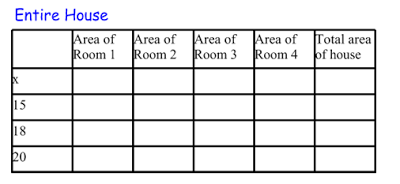 Entire House
Area of Room 1 Area of Room 2 Area of Room 3 Area of Room 4 Total area of house
x
15
18
20